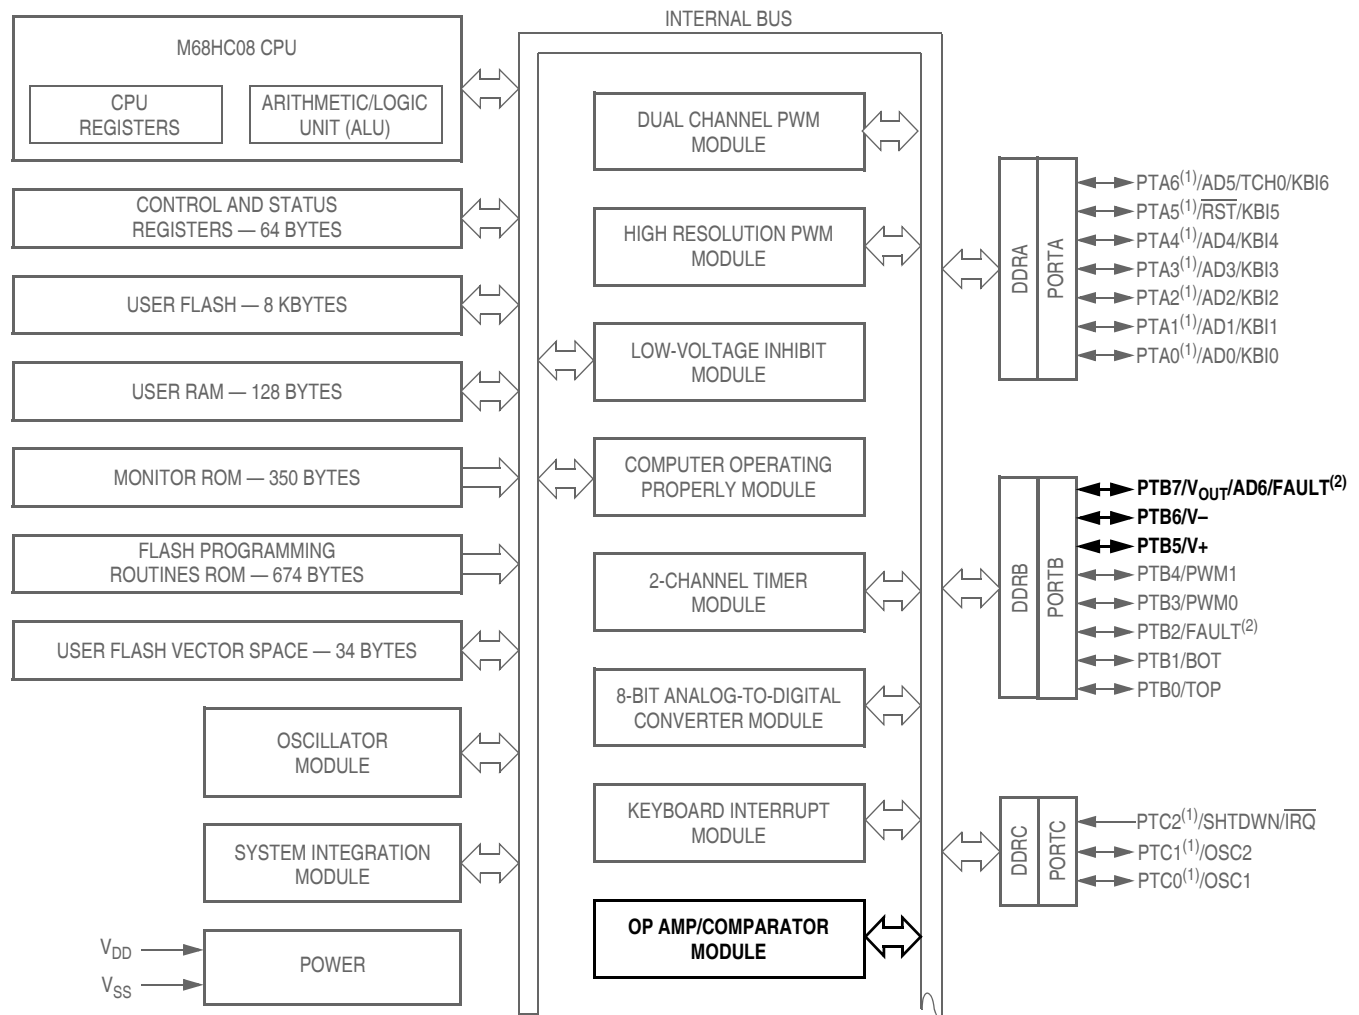 INTERNAL BUS
M68HC08 CPU
CPU
REGISTERS
ARITHMETIC/LOGIC
UNIT (ALU)
CONTROL AND STATUS
REGISTERS — 64 BYTES
USER FLASH — 8 KBYTES
USER RAM — 128 BYTES
MONITOR ROM — 350 BYTES
FLASH PROGRAMMING
ROUTINES ROM — 674 BYTES
USER FLASH VECTOR SPACE — 34 BYTES
OSCILLATOR
MODULE
SYSTEM INTEGRATION
MODULE
VDD
VSS
POWER
DUAL CHANNEL PWM
MODULE
HIGH RESOLUTION PWM
MODULE
LOW-VOLTAGE INHIBIT
MODULE
COMPUTER OPERATING
PROPERLY MODULE
2-CHANNEL TIMER
MODULE
8-BIT ANALOG-TO-DIGITAL
CONVERTER MODULE
KEYBOARD INTERRUPT
MODULE
OP AMP/COMPARATOR
MODULE
DDRA
PORTA
PTA6(1)/AD5/TCH0/KBI6
PTA5(1)/RST/KBI5
PTA4(1)/AD4/KBI4
PTA3(1)/AD3/KBI3
PTA2(1)/AD2/KBI2
PTA1(1)/AD1/KBI1
PTA0(1)/AD0/KBI0
DDRB
PORTB
PTB7/VOUT/AD6/FAULT(2)
PTB6/V–
PTB5/V+
PTB4/PWM1
PTB3/PWM0
PTB2/FAULT(2)
PTB1/BOT
PTB0/TOP
DDRC
PORTC
PTC2(1)/SHTDWN/IRQ
PTC1(1)/OSC2
PTC0(1)/OSC1